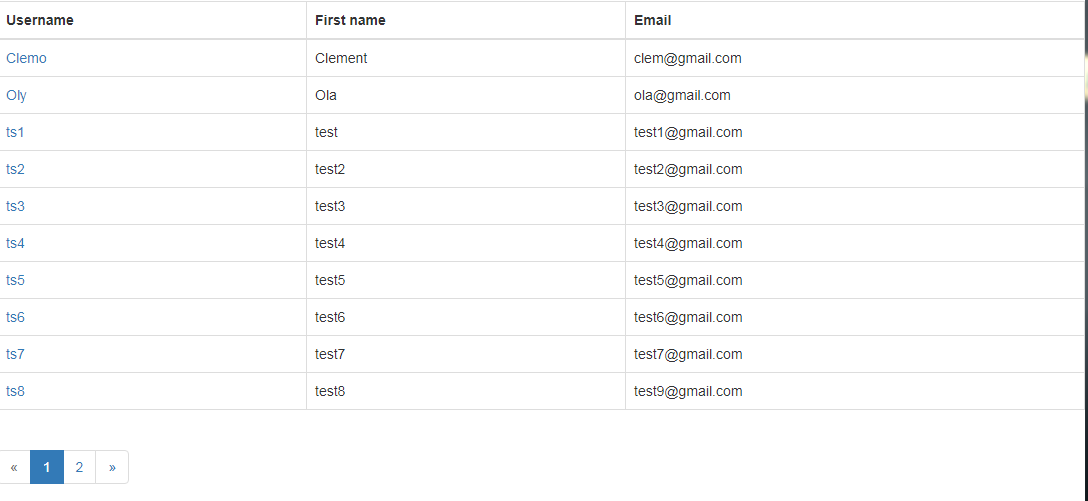 Username First name Email
Clemo Clement clem@gmail.com
Oly Ola ola@gmail.com
ts1 test test1@gmail.com
ts2 test2 test2@gmail.com
ts3 test3 test3@gmail.com
ts4 test4 test4@gmail.com
ts5 test5 test5@gmail.com
ts6 test6 test6@gmail.com
ts7 test7 test7@gmail.com
ts8 test8 test9@gmail.com
« 1 2 »